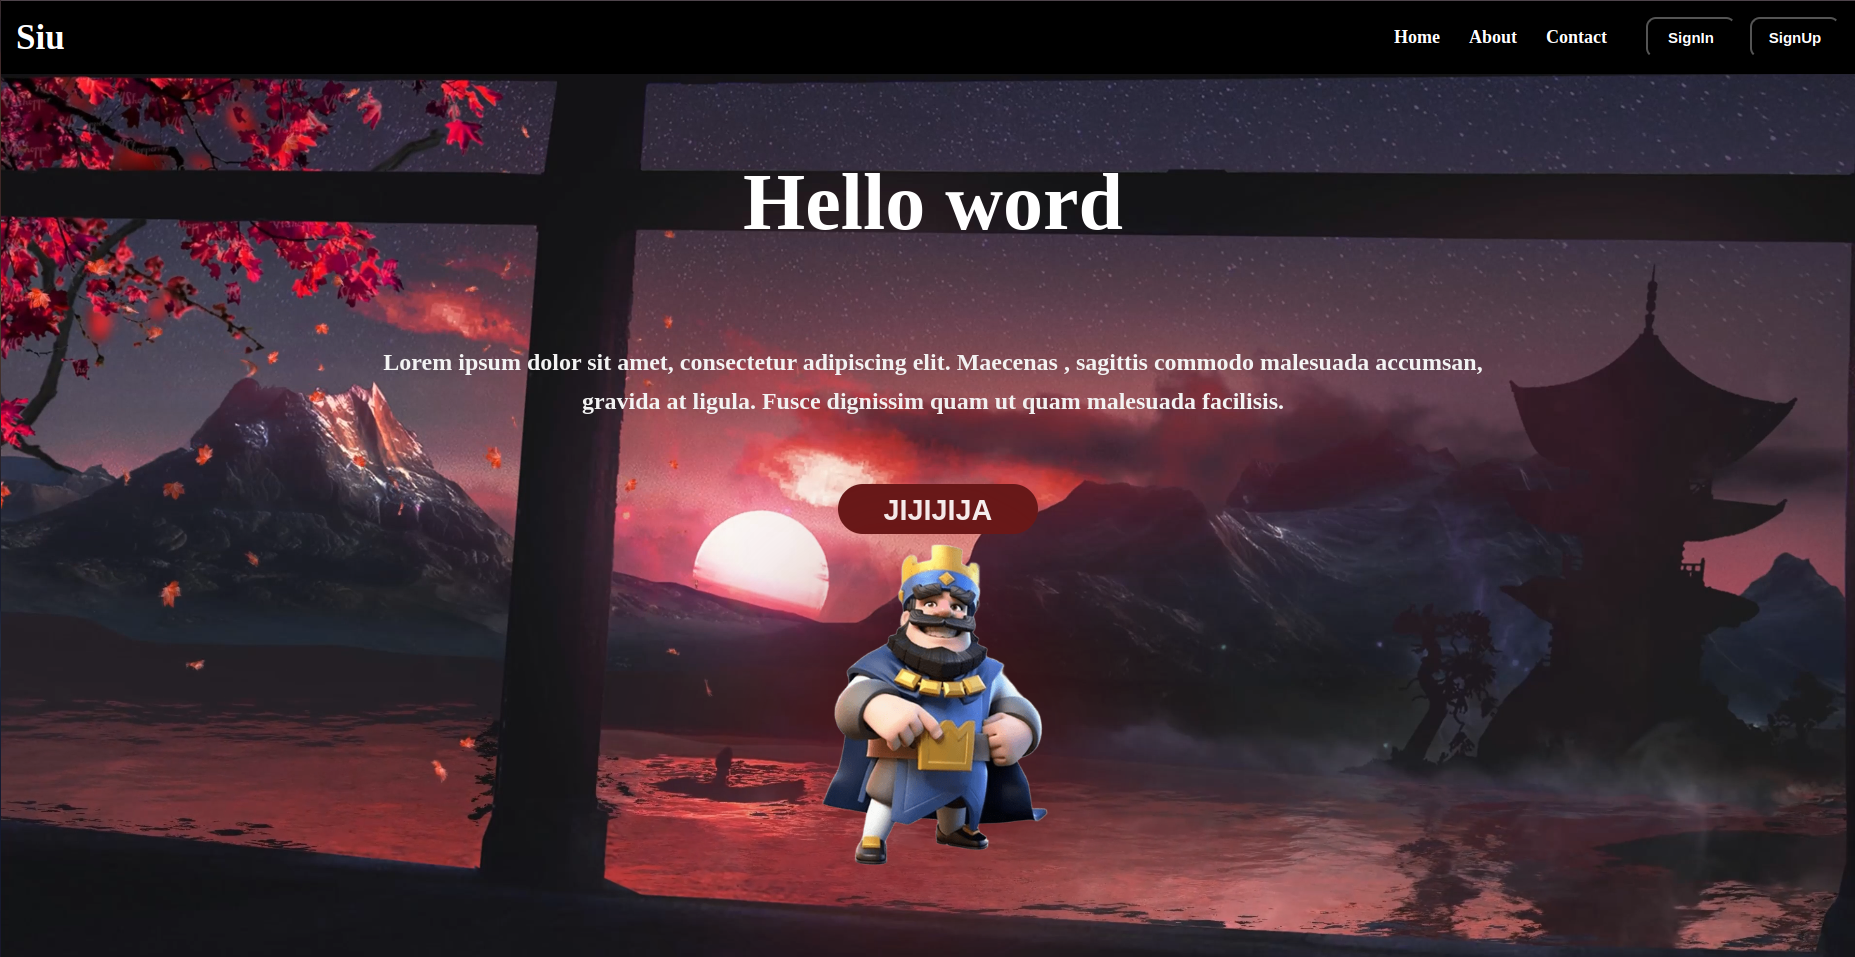 Siu
Home About Contact SignIn SignUp
Hello word
Lorem ipsum dolor sit amet, consectetur adipiscing elit. Maecenas , sagittis commodo malesuada accumsan,
gravida at ligula. Fusce dignissim quam ut quam malesuada facilisis.
JIJIJIJA